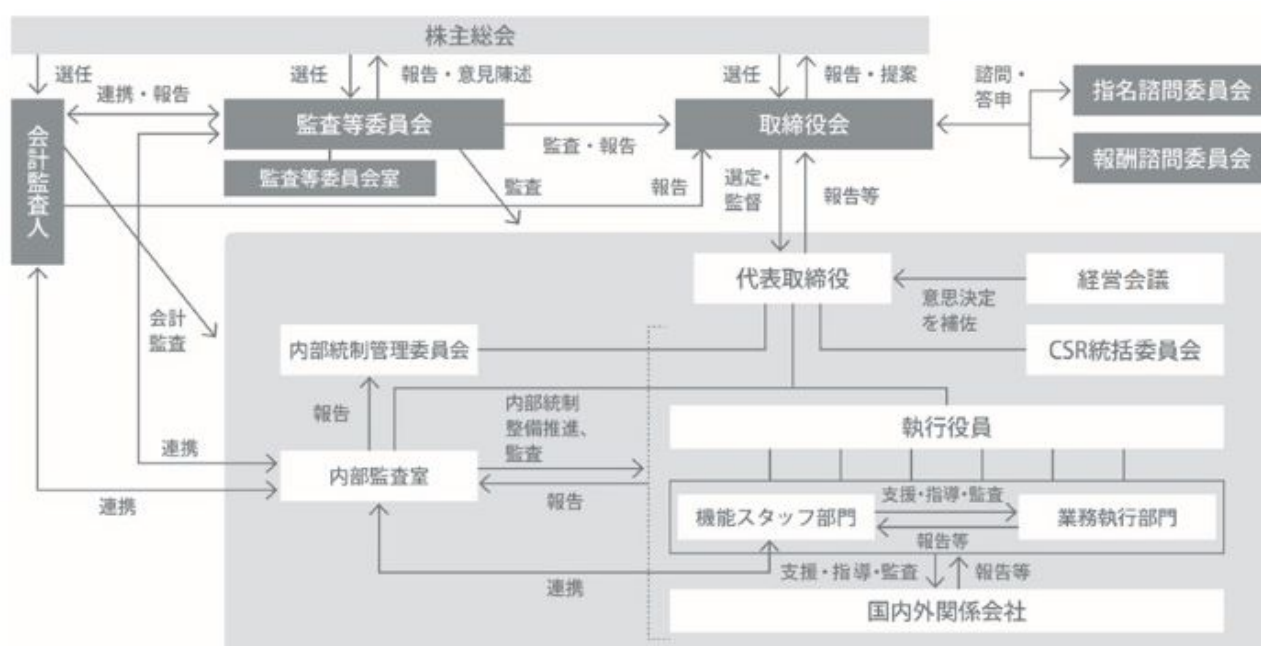 株主総会
選任
選任
報告・意見陳述
選任
報告・提案
諮問・
答申
連携・報告
指名諮問委員会
会計監査人
監査等委員会
監査・報告
取締役会
報酬諮問委員会
監査等委員会室
監査
報告
選定・
監督
報告等
代表取締役
経営会議
意思決定
を補佐
会計
監査
内部統制管理委員会
CSR統括委員会
報告
内部統制
整備推進、
監査
執行役員
連携
内部監査室
報告
連携
支援・指導・監査
機能スタッフ部門
業務執行部門
報告等
連携
支援・指導・監査
報告等
国内外関係会社